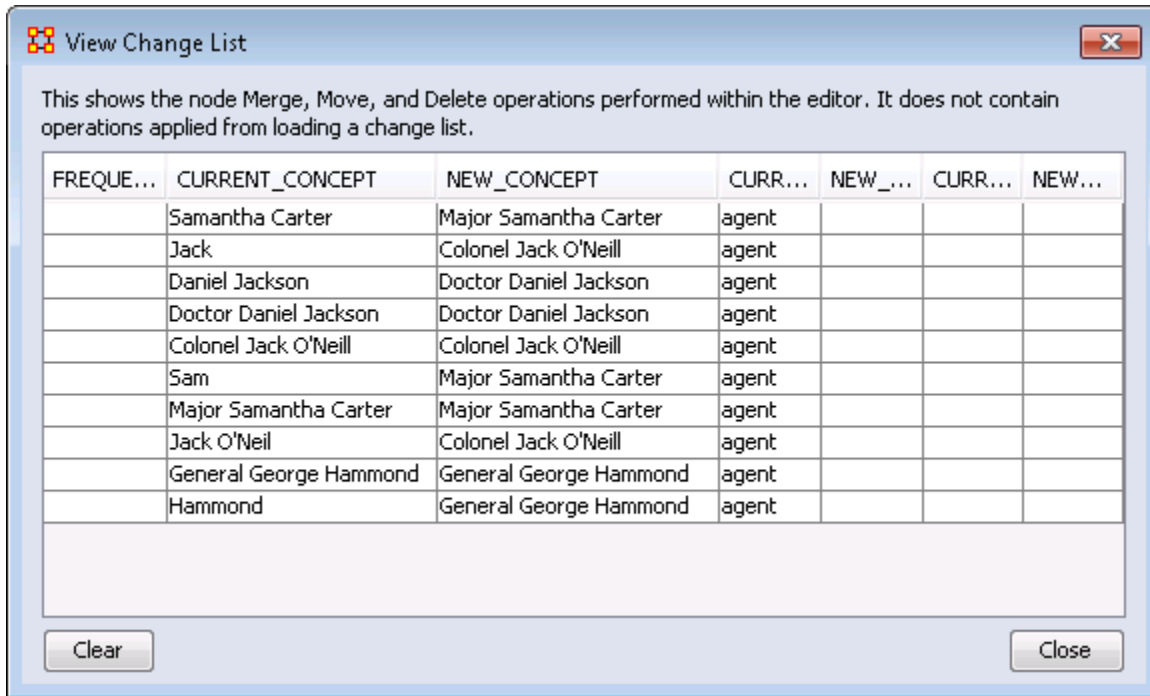 View Change List
This shows the node Merge, Move, and Delete operations performed within the editor. It does not contain
operations applied from loading a change list.
FREQUE... CURRENT_CONCEPT NEW_CONCEPT CURR... NEW_... CURR... NEW...
Samantha Carter Major Samantha Carter agent
Jack Colonel Jack O'Neill agent
Daniel Jackson Doctor Daniel Jackson agent
Doctor Daniel Jackson Doctor Daniel Jackson agent
Colonel Jack O'Neill Colonel Jack O'Neill agent
Sam Major Samantha Carter agent
Major Samantha Carter Major Samantha Carter agent
Jack O'Neil Colonel Jack O'Neill agent
General George Hammond General George Hammond agent
Hammond General George Hammond agent
Clear Close